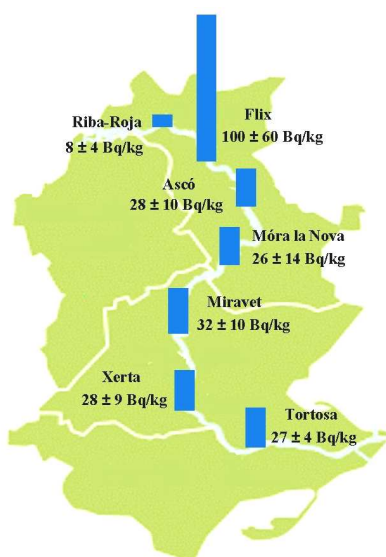 Riba-Roja
8 ± 4 Bq/kg
Flix
100 ± 60 Bq/kg
Ascó
28 ± 10 Bq/kg
Móra la Nova
26 ± 14 Bq/kg
Miravet
32 ± 10 Bq/kg
Xerta
28 ± 9 Bq/kg
Tortosa
27 ± 4 Bq/kg